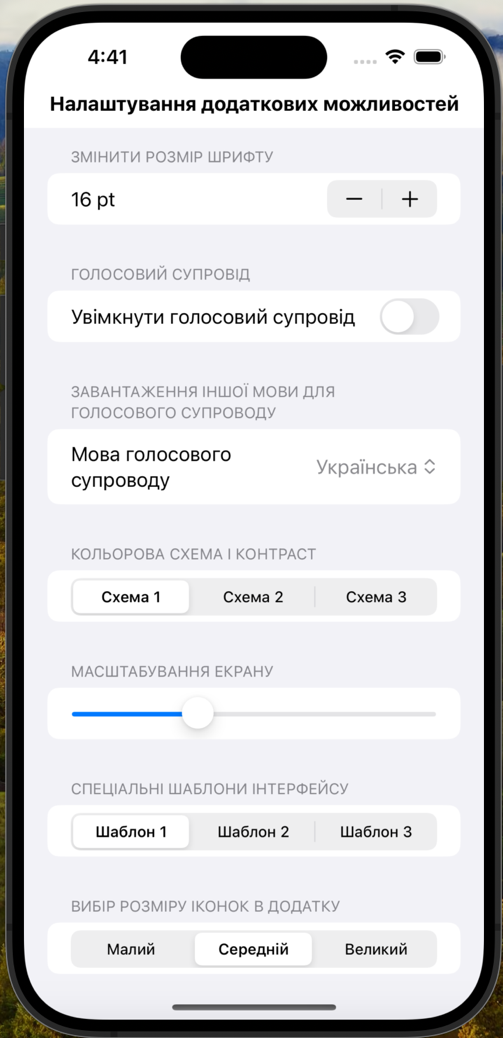 4:41
Налаштування додаткових можливостей
ЗМІНИТИ РОЗМІР ШРИФТУ
16 pt
ГОЛОСОВИЙ СУПРОВІД
Увімкнути голосовий супровід
ЗАВАНТАЖЕННЯ ІНШОЇ МОВИ ДЛЯ
ГОЛОСОВОГО СУПРОВОДУ
Мова голосового
супроводу
Українська
КОЛЬОРОВА СХЕМА І КОНТРАСТ
Схема 1 Схема 2 Схема 3
МАСШТАБУВАННЯ ЕКРАНУ
СПЕЦІАЛЬНІ ШАБЛОНИ ІНТЕРФЕЙСУ
Шаблон 1 Шаблон 2 Шаблон 3
ВИБІР РОЗМІРУ ІКОНОК В ДОДАТКУ
Малий Середній Великий